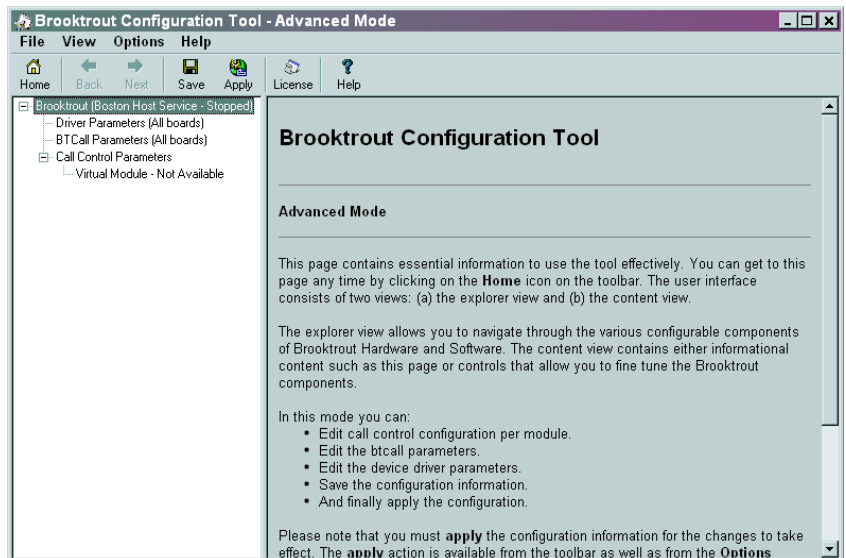 Brooktrout Configuration Tool - Advanced Mode
File View Options Help
Home Back Next Save Apply License Help
Brooktrout (Boston Host Service - Stopped)
Driver Parameters (All boards)
BTCall Parameters (All boards)
Call Control Parameters
Virtual Module - Not Available
Brooktrout Configuration Tool
Advanced Mode
This page contains essential information to use the tool effectively. You can get to this
page any time by clicking on the Home icon on the toolbar. The user interface
consists of two views: (a) the explorer view and (b) the content view.
The explorer view allows you to navigate through the various configurable components
of Brooktrout Hardware and Software. The content view contains either informational
content such as this page or controls that allow you to fine tune the Brooktrout
components.
In this mode you can:
• Edit call control configuration per module.
• Edit the btcall parameters.
• Edit the device driver parameters.
• Save the configuration information.
• And finally apply the configuration.
Please note that you must apply the configuration information for the changes to take
effect. The apply action is available from the toolbar as well as from the Options